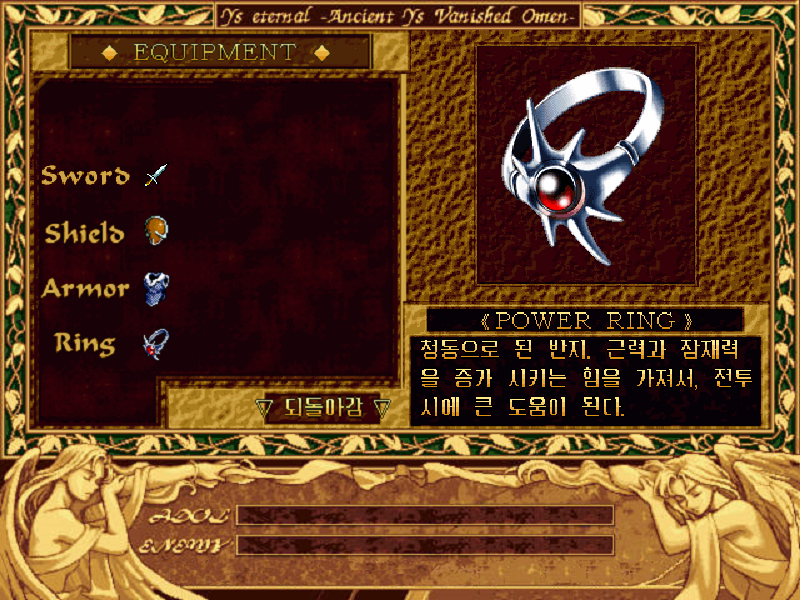 Ys eternal -Ancient Ys Vanished Omen-
EQUIPMENT
Sword
Shield
Armor
Ring
▽ 되돌아감 ▽
《POWER RING》
청동으로 된 반지. 근력과 잠재력
을 증가 시키는 힘을 가져서, 전투
시에 큰 도움이 된다.
ADOL
ENEMY